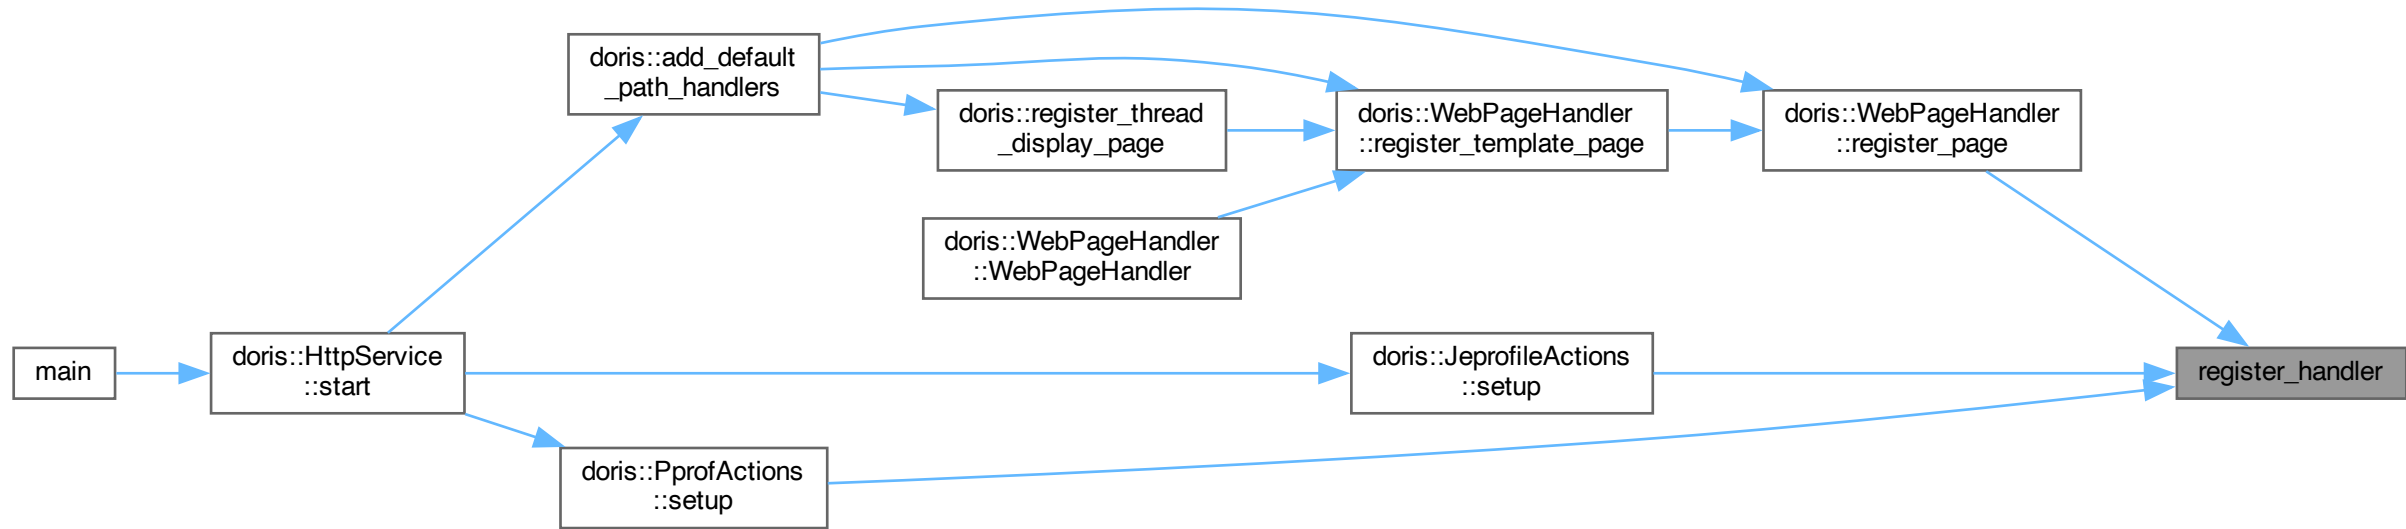 doris::add_default
_path_handlers
doris::register_thread
_display_page
doris::WebPageHandler
::register_template_page
doris::WebPageHandler
::register_page
doris::WebPageHandler
::WebPageHandler
main
doris::HttpService
::start
doris::JeprofileActions
::setup
register_handler
doris::PprofActions
::setup